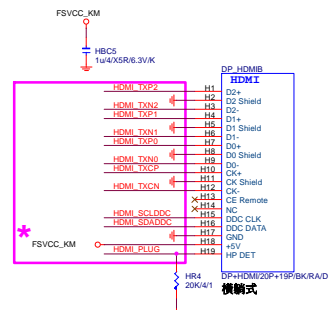 FSVCC_KM
HBC5
1u/4/X5R/6.3V/K
DP_HDMIB
HDMI
HDMI_TXP2 H1 D2+
H2 D2 Shield
HDMI_TXN2 H3 D2-
HDMI_TXP1 H4 D1+
H5 D1 Shield
HDMI_TXN1 H6 D1-
HDMI_TXP0 H7 D0+
H8 D0 Shield
HDMI_TXN0 H9 D0-
HDMI_TXCP H10 CK+
H11 CK Shield
HDMI_TXCN H12 CK-
H13 CE Remote
H14 NC
HDMI_SCLDDC H15 DDC CLK
HDMI_SDADDC H16 DDC DATA
H17 GND
FSVCC_KM H18 +5V
HDMI_PLUG H19 HP DET
*
HR4
20K/4/1
DP+HDMI/20P+19P/BK/RA/D
橫躺式